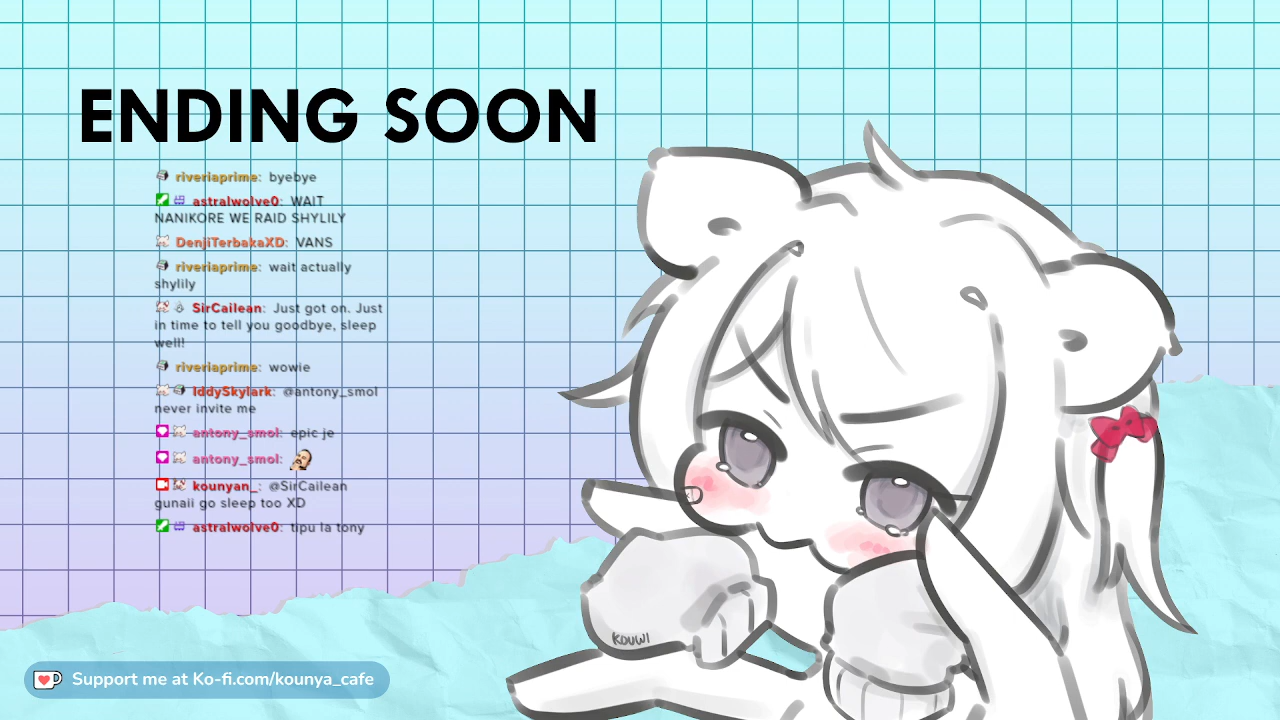 ENDING SOON
riveriaprime: byebye
astralwolve0: WAIT
NANIKORE WE RAID SHYLILY
DenjiTerbakaXD: VANS
riveriaprime: wait actually
shylily
SirCailean: Just got on. Just
in time to tell you goodbye, sleep
well!
riveriaprime: wowie
IddySkylark: @antony_smol
never invite me
antony_smol: epic je
antony_smol:
kounyan_: @SirCailean
gunaii go sleep too XD
astralwolve0: tipu la tony
KOUWI
Support me at Ko-fi.com/kounya_cafe